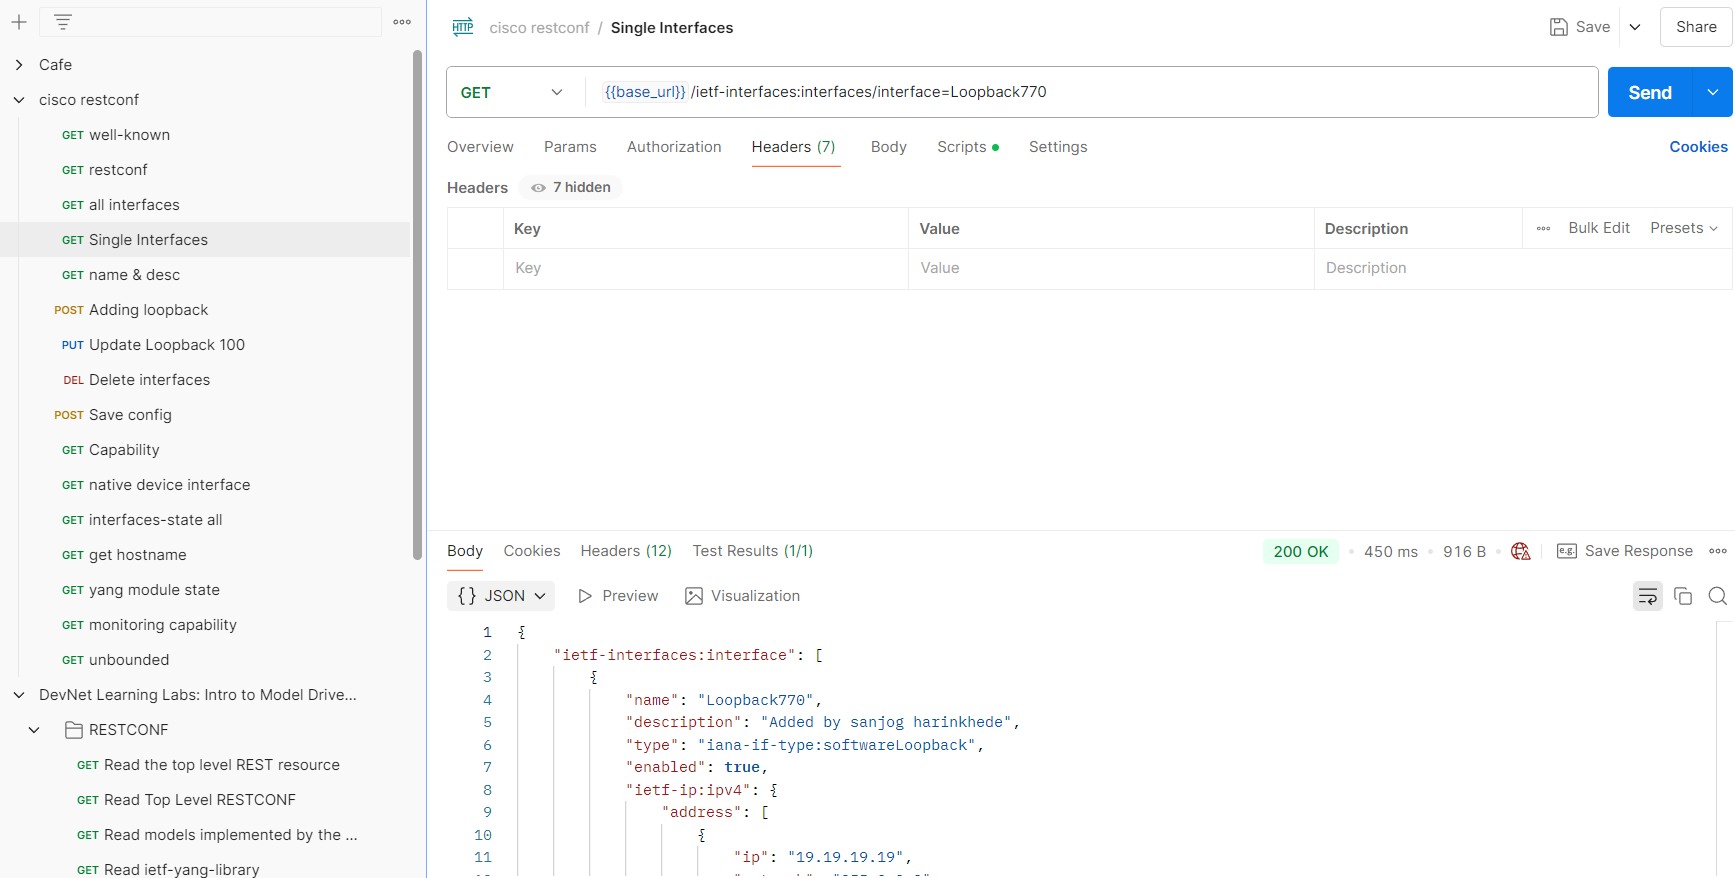 Cafe
cisco restconf
GET well-known
GET restconf
GET all interfaces
GET Single Interfaces
GET name & desc
POST Adding loopback
PUT Update Loopback 100
DEL Delete interfaces
POST Save config
GET Capability
GET native device interface
GET interfaces-state all
GET get hostname
GET yang module state
GET monitoring capability
GET unbounded
DevNet Learning Labs: Intro to Model Drive...
RESTCONF
GET Read the top level REST resource
GET Read Top Level RESTCONF
GET Read models implemented by the ...
GET Read ietf-yang-library
HTTP cisco restconf / Single Interfaces
Save
Share
GET {{base_url}} /ietf-interfaces:interfaces/interface=Loopback770
Send
Overview Params Authorization Headers (7) Body Scripts Settings Cookies
Headers 7 hidden
Key Value Description Bulk Edit Presets
Key Value Description
Body Cookies Headers (12) Test Results (1/1) 200 OK 450 ms 916 B e.g. Save Response
{} JSON Preview Visualization
1 {
2 "ietf-interfaces:interface": [
3 {
4 "name": "Loopback770",
5 "description": "Added by sanjog harinkhede",
6 "type": "iana-if-type:softwareLoopback",
7 "enabled": true,
8 "ietf-ip:ipv4": {
9 "address": [
10 {
11 "ip": "19.19.19.19",